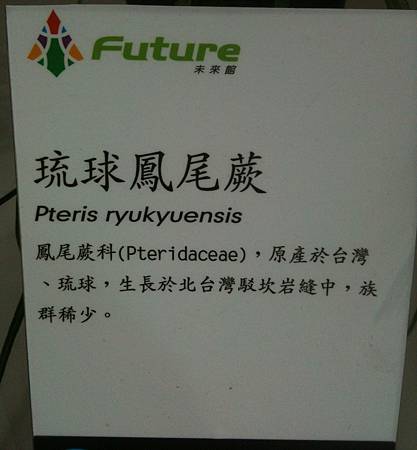 Future
未來館
琉球鳳尾蕨
Pteris ryukyuensis
鳳尾蕨科(Pteridaceae)，原產於台灣
、琉球，生長於北台灣駁坎岩縫中，族
群稀少。